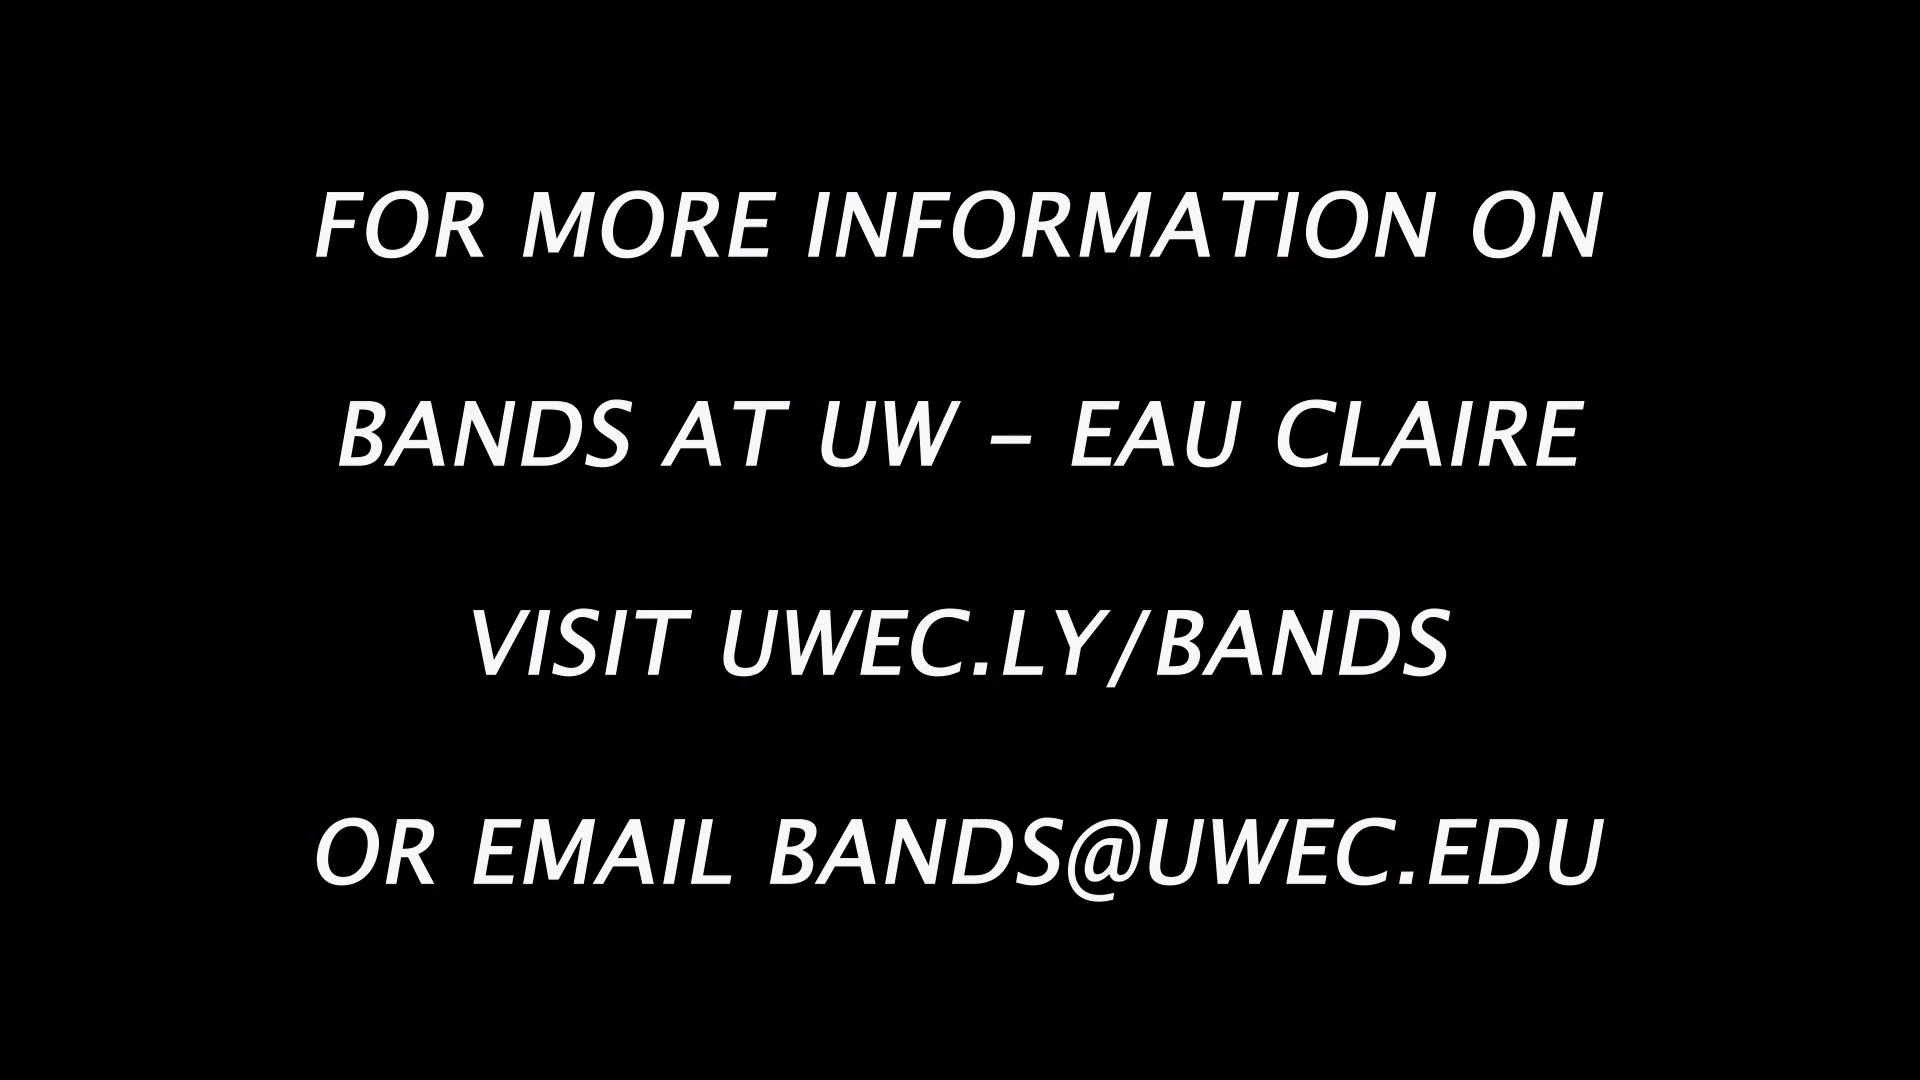 FOR MORE INFORMATION ON
BANDS AT UW – EAU CLAIRE
VISIT UWEC.LY/BANDS
OR EMAIL BANDS@UWEC.EDU